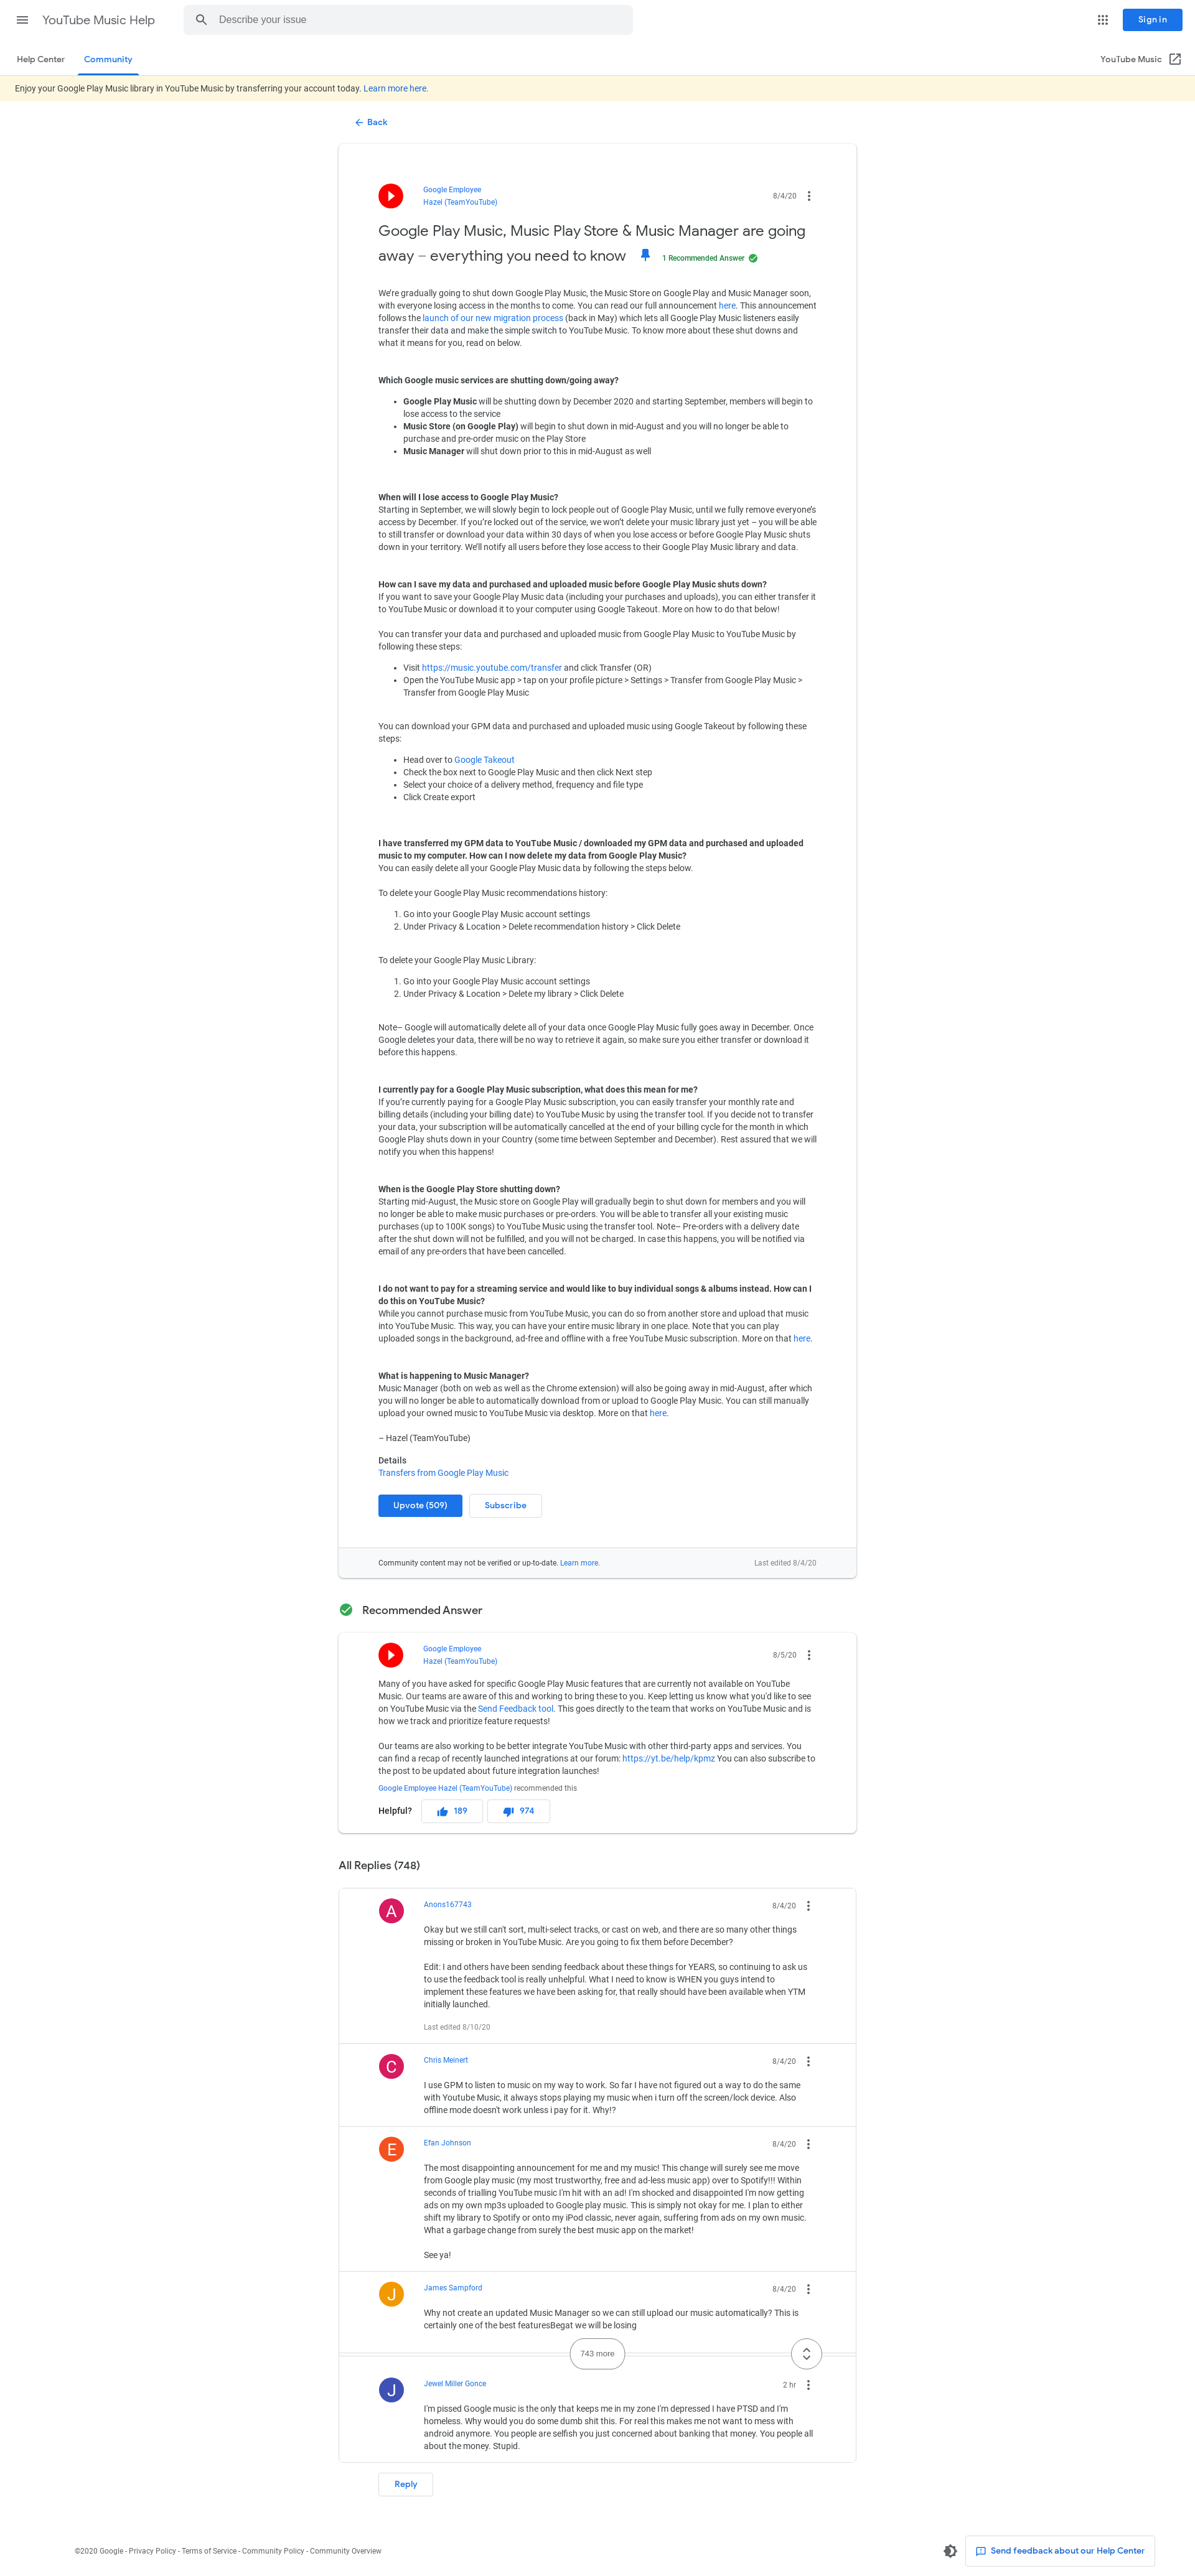 YouTube Music Help
Describe your issue
Sign in
Help Center
Community
YouTube Music
Enjoy your Google Play Music library in YouTube Music by transferring your account today. Learn more here.
Back
Google Employee
Hazel (TeamYouTube)
8/4/20
Google Play Music, Music Play Store & Music Manager are going
away – everything you need to know
1 Recommended Answer
We’re gradually going to shut down Google Play Music, the Music Store on Google Play and Music Manager soon,
with everyone losing access in the months to come. You can read our full announcement here. This announcement
follows the launch of our new migration process (back in May) which lets all Google Play Music listeners easily
transfer their data and make the simple switch to YouTube Music. To know more about these shut downs and
what it means for you, read on below.
Which Google music services are shutting down/going away?
• Google Play Music will be shutting down by December 2020 and starting September, members will begin to
lose access to the service
• Music Store (on Google Play) will begin to shut down in mid-August and you will no longer be able to
purchase and pre-order music on the Play Store
• Music Manager will shut down prior to this in mid-August as well
When will I lose access to Google Play Music?
Starting in September, we will slowly begin to lock people out of Google Play Music, until we fully remove everyone’s
access by December. If you’re locked out of the service, we won’t delete your music library just yet – you will be able
to still transfer or download your data within 30 days of when you lose access or before Google Play Music shuts
down in your territory. We’ll notify all users before they lose access to their Google Play Music library and data.
How can I save my data and purchased and uploaded music before Google Play Music shuts down?
If you want to save your Google Play Music data (including your purchases and uploads), you can either transfer it
to YouTube Music or download it to your computer using Google Takeout. More on how to do that below!
You can transfer your data and purchased and uploaded music from Google Play Music to YouTube Music by
following these steps:
• Visit https://music.youtube.com/transfer and click Transfer (OR)
• Open the YouTube Music app > tap on your profile picture > Settings > Transfer from Google Play Music >
Transfer from Google Play Music
You can download your GPM data and purchased and uploaded music using Google Takeout by following these
steps:
• Head over to Google Takeout
• Check the box next to Google Play Music and then click Next step
• Select your choice of a delivery method, frequency and file type
• Click Create export
I have transferred my GPM data to YouTube Music / downloaded my GPM data and purchased and uploaded
music to my computer. How can I now delete my data from Google Play Music?
You can easily delete all your Google Play Music data by following the steps below.
To delete your Google Play Music recommendations history:
1. Go into your Google Play Music account settings
2. Under Privacy & Location > Delete recommendation history > Click Delete
To delete your Google Play Music Library:
1. Go into your Google Play Music account settings
2. Under Privacy & Location > Delete my library > Click Delete
Note– Google will automatically delete all of your data once Google Play Music fully goes away in December. Once
Google deletes your data, there will be no way to retrieve it again, so make sure you either transfer or download it
before this happens.
I currently pay for a Google Play Music subscription, what does this mean for me?
If you’re currently paying for a Google Play Music subscription, you can easily transfer your monthly rate and
billing details (including your billing date) to YouTube Music by using the transfer tool. If you decide not to transfer
your data, your subscription will be automatically cancelled at the end of your billing cycle for the month in which
Google Play shuts down in your Country (some time between September and December). Rest assured that we will
notify you when this happens!
When is the Google Play Store shutting down?
Starting mid-August, the Music store on Google Play will gradually begin to shut down for members and you will
no longer be able to make music purchases or pre-orders. You will be able to transfer all your existing music
purchases (up to 100K songs) to YouTube Music using the transfer tool. Note– Pre-orders with a delivery date
after the shut down will not be fulfilled, and you will not be charged. In case this happens, you will be notified via
email of any pre-orders that have been cancelled.
I do not want to pay for a streaming service and would like to buy individual songs & albums instead. How can I
do this on YouTube Music?
While you cannot purchase music from YouTube Music, you can do so from another store and upload that music
into YouTube Music. This way, you can have your entire music library in one place. Note that you can play
uploaded songs in the background, ad-free and offline with a free YouTube Music subscription. More on that here.
What is happening to Music Manager?
Music Manager (both on web as well as the Chrome extension) will also be going away in mid-August, after which
you will no longer be able to automatically download from or upload to Google Play Music. You can still manually
upload your owned music to YouTube Music via desktop. More on that here.
– Hazel (TeamYouTube)
Details
Transfers from Google Play Music
Upvote (509)
Subscribe
Community content may not be verified or up-to-date. Learn more.
Last edited 8/4/20
Recommended Answer
Google Employee
Hazel (TeamYouTube)
8/5/20
Many of you have asked for specific Google Play Music features that are currently not available on YouTube
Music. Our teams are aware of this and working to bring these to you. Keep letting us know what you'd like to see
on YouTube Music via the Send Feedback tool. This goes directly to the team that works on YouTube Music and is
how we track and prioritize feature requests!
Our teams are also working to be better integrate YouTube Music with other third-party apps and services. You
can find a recap of recently launched integrations at our forum: https://yt.be/help/kpmz You can also subscribe to
the post to be updated about future integration launches!
Google Employee Hazel (TeamYouTube) recommended this
Helpful?
189
974
All Replies (748)
A
Anons167743
8/4/20
Okay but we still can't sort, multi-select tracks, or cast on web, and there are so many other things
missing or broken in YouTube Music. Are you going to fix them before December?
Edit: I and others have been sending feedback about these things for YEARS, so continuing to ask us
to use the feedback tool is really unhelpful. What I need to know is WHEN you guys intend to
implement these features we have been asking for, that really should have been available when YTM
initially launched.
Last edited 8/10/20
C
Chris Meinert
8/4/20
I use GPM to listen to music on my way to work. So far I have not figured out a way to do the same
with Youtube Music, it always stops playing my music when i turn off the screen/lock device. Also
offline mode doesn't work unless i pay for it. Why!?
E
Efan Johnson
8/4/20
The most disappointing announcement for me and my music! This change will surely see me move
from Google play music (my most trustworthy, free and ad-less music app) over to Spotify!!! Within
seconds of trialling YouTube music I'm hit with an ad! I'm shocked and disappointed I'm now getting
ads on my own mp3s uploaded to Google play music. This is simply not okay for me. I plan to either
shift my library to Spotify or onto my iPod classic, never again, suffering from ads on my own music.
What a garbage change from surely the best music app on the market!
See ya!
J
James Sampford
8/4/20
Why not create an updated Music Manager so we can still upload our music automatically? This is
certainly one of the best featuresBegat we will be losing
743 more
J
Jewel Miller Gonce
2 hr
I'm pissed Google music is the only that keeps me in my zone I'm depressed I have PTSD and I'm
homeless. Why would you do some dumb shit this. For real this makes me not want to mess with
android anymore. You people are selfish you just concerned about banking that money. You people all
about the money. Stupid.
Reply
©2020 Google - Privacy Policy - Terms of Service - Community Policy - Community Overview
Send feedback about our Help Center